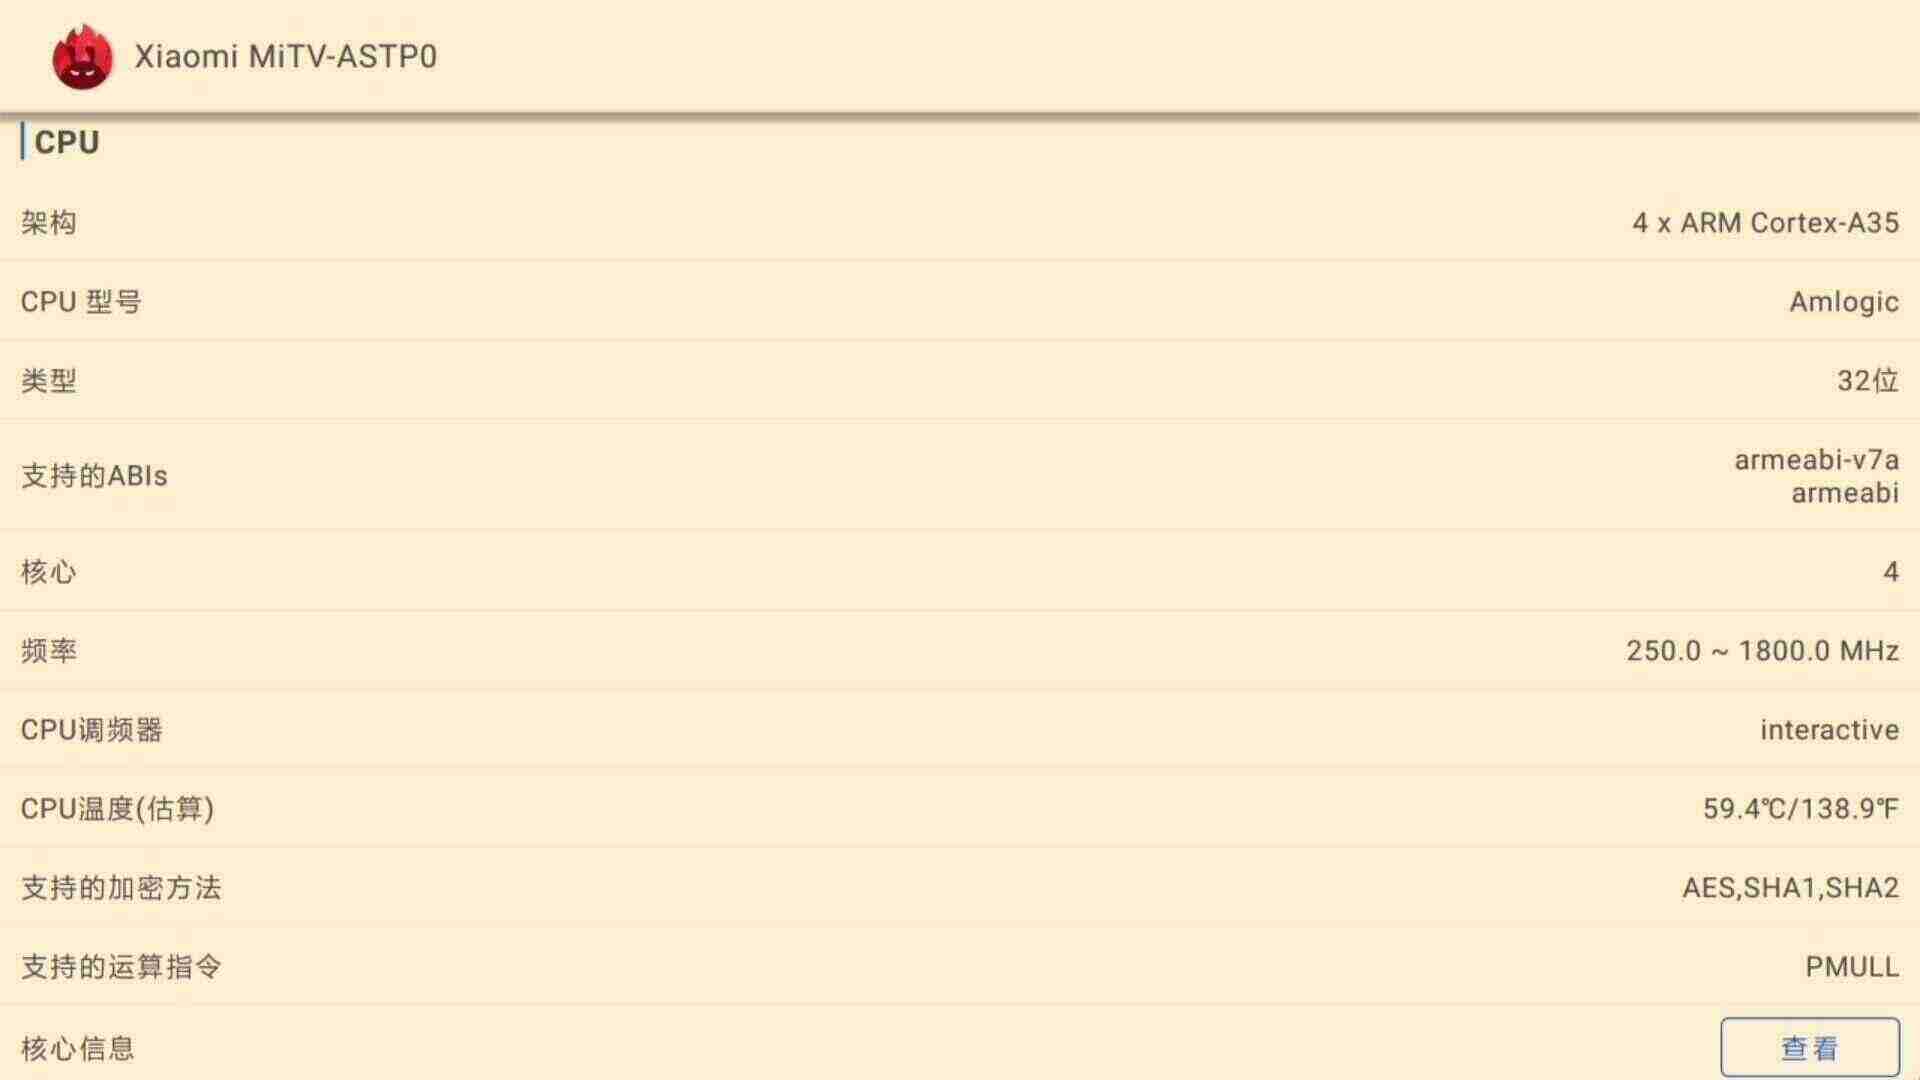 Xiaomi MiTV-ASTP0
CPU
架构 4 x ARM Cortex-A35
CPU 型号 Amlogic
类型 32位
支持的ABIs armeabi-v7a
armeabi
核心 4
频率 250.0 ~ 1800.0 MHz
CPU调频器 interactive
CPU温度(估算) 59.4℃/138.9℉
支持的加密方法 AES,SHA1,SHA2
支持的运算指令 PMULL
核心信息 查看